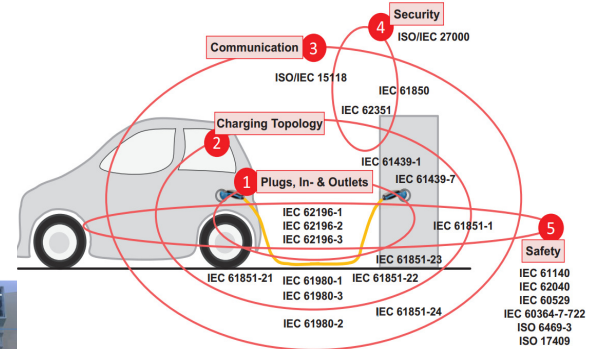 Security
4
ISO/IEC 27000
Communication
3
ISO/IEC 15118
IEC 61850
IEC 62351
Charging Topology
2
IEC 61439-1
1
Plugs, In- & Outlets
IEC 61439-7
IEC 62196-1
IEC 62196-2
IEC 62196-3
IEC 61851-1
5
Safety
IEC 61851-23
IEC 61851-21
IEC 61980-1
IEC 61851-22
IEC 61980-3
IEC 61851-24
IEC 61980-2
IEC 61140
IEC 62040
IEC 60529
IEC 60364-7-722
ISO 6469-3
ISO 17409